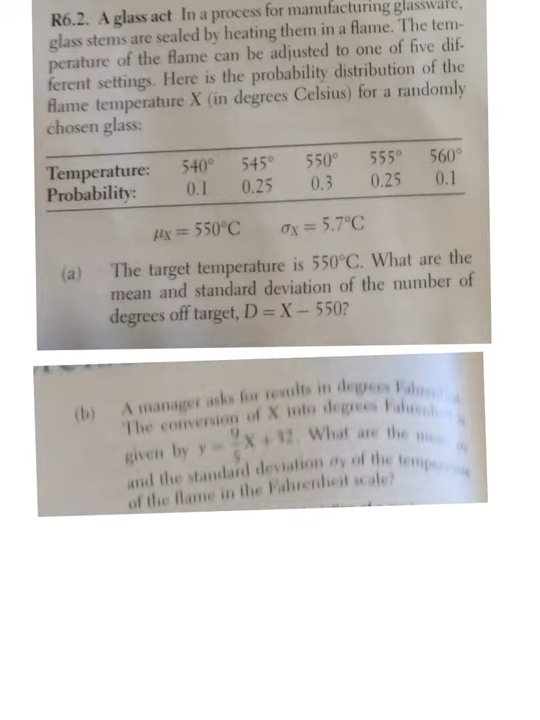 R6.2. A glass act In a process for manufacturing glassware,
glass stems are sealed by heating them in a flame. The tem-
perature of the flame can be adjusted to one of five dif-
ferent settings. Here is the probability distribution of the
flame temperature X (in degrees Celsius) for a randomly
chosen glass:
Temperature: 540° 545° 550° 555° 560°
Probability: 0.1 0.25 0.3 0.25 0.1
μX = 550°C σX = 5.7°C
(a) The target temperature is 550°C. What are the
mean and standard deviation of the number of
degrees off target, D = X − 550?
(b) A manager asks for results in degrees
The conversion of X into degrees
given by y = 9/5 X + 32. What are the
and the standard deviation σy of the
of the flame in the Fahrenheit scale?